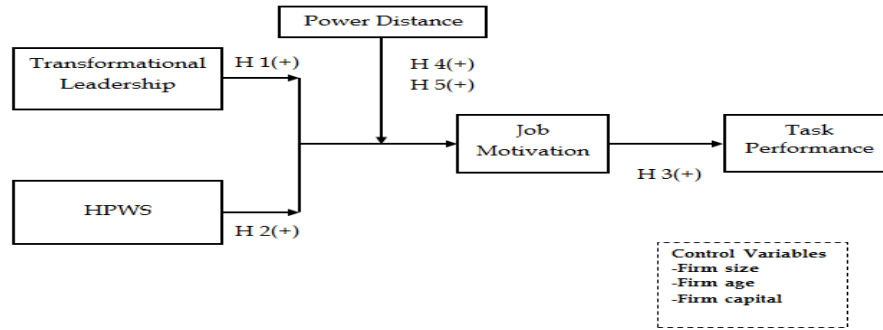 Power Distance
Transformational
Leadership
H 1(+)
H 4(+)
H 5(+)
Job
Motivation
Task
Performance
H 3(+)
HPWS
H 2(+)
Control Variables
-Firm size
-Firm age
-Firm capital